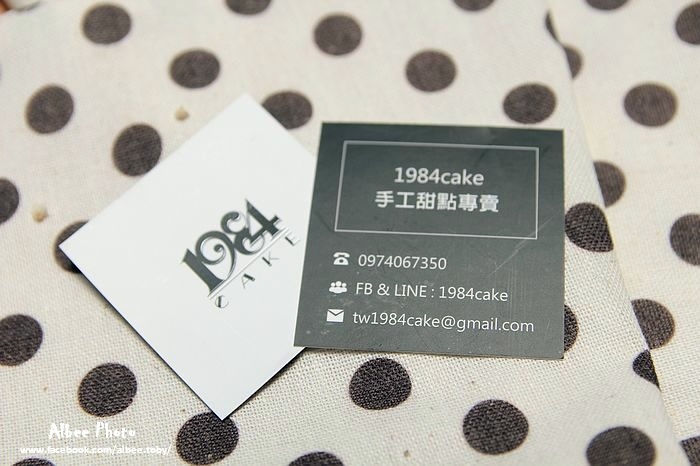 1984
CAKE
1984cake
手工甜點專賣
0974067350
FB & LINE : 1984cake
tw1984cake@gmail.com
Albee Photo
www.facebook.com/albee.roby/